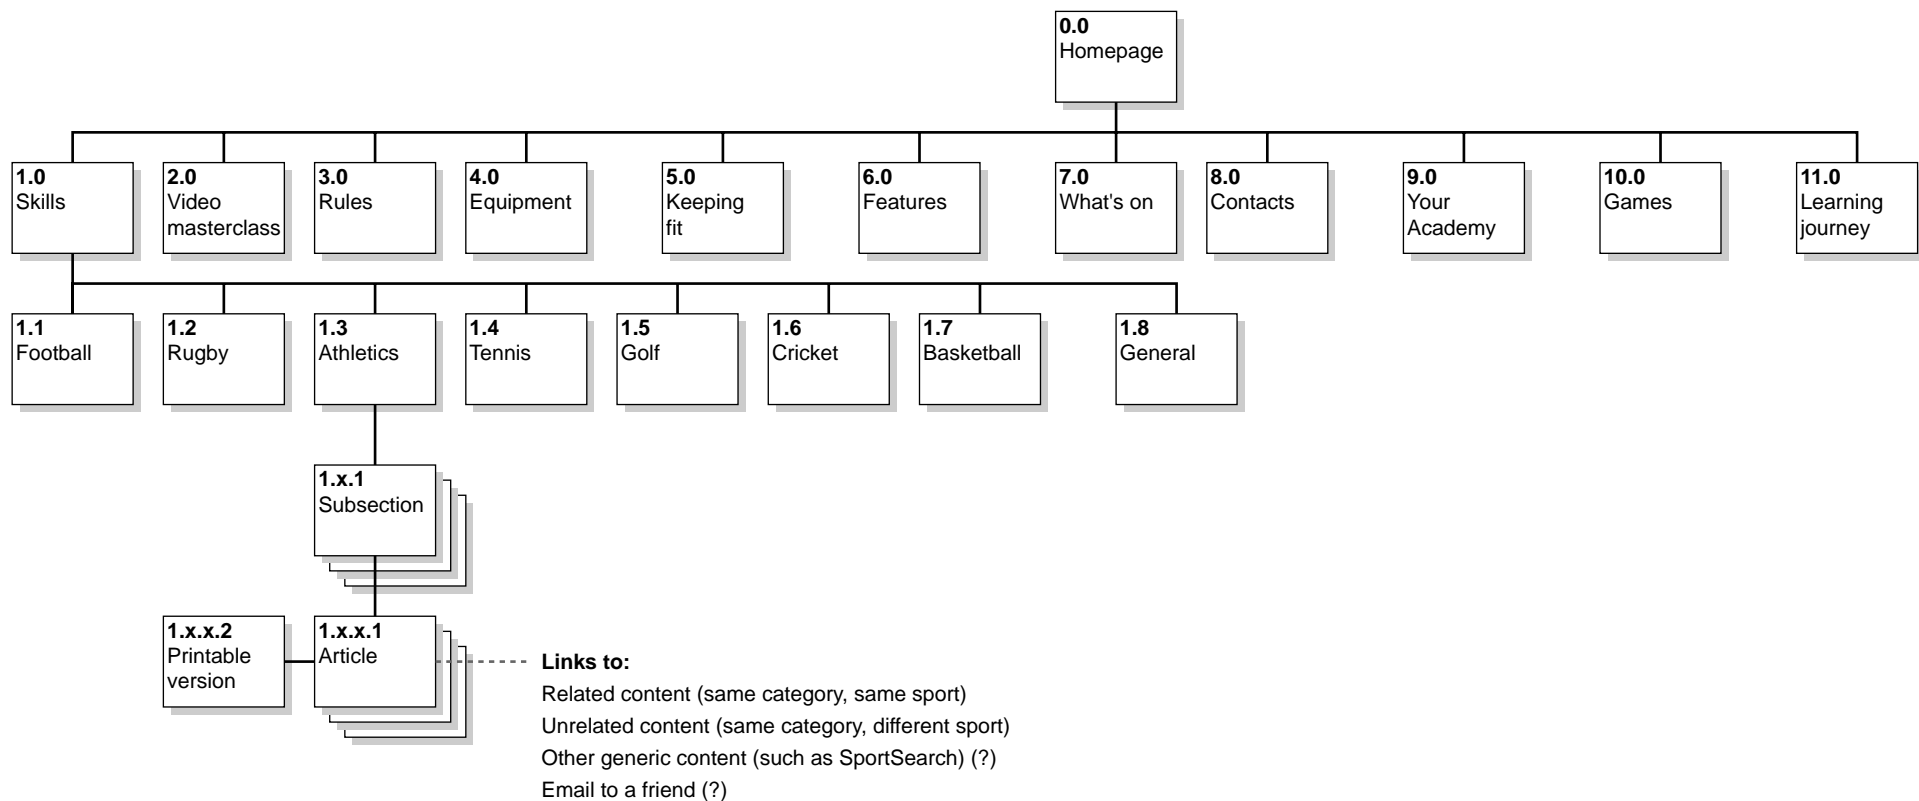 0.0
Homepage
1.0
Skills
2.0
Video
masterclass
3.0
Rules
4.0
Equipment
5.0
Keeping
fit
6.0
Features
7.0
What's on
8.0
Contacts
9.0
Your
Academy
10.0
Games
11.0
Learning
journey
1.1
Football
1.2
Rugby
1.3
Athletics
1.4
Tennis
1.5
Golf
1.6
Cricket
1.7
Basketball
1.8
General
1.x.1
Subsection
1.x.x.2
Printable
version
1.x.x.1
Article
Links to:
Related content (same category, same sport)
Unrelated content (same category, different sport)
Other generic content (such as SportSearch) (?)
Email to a friend (?)